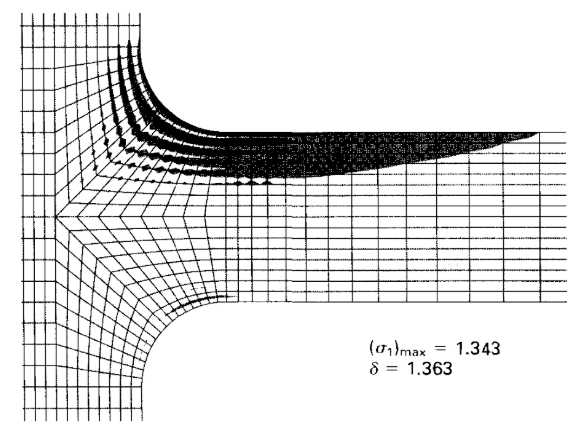 (σ₁)max = 1.343
δ = 1.363